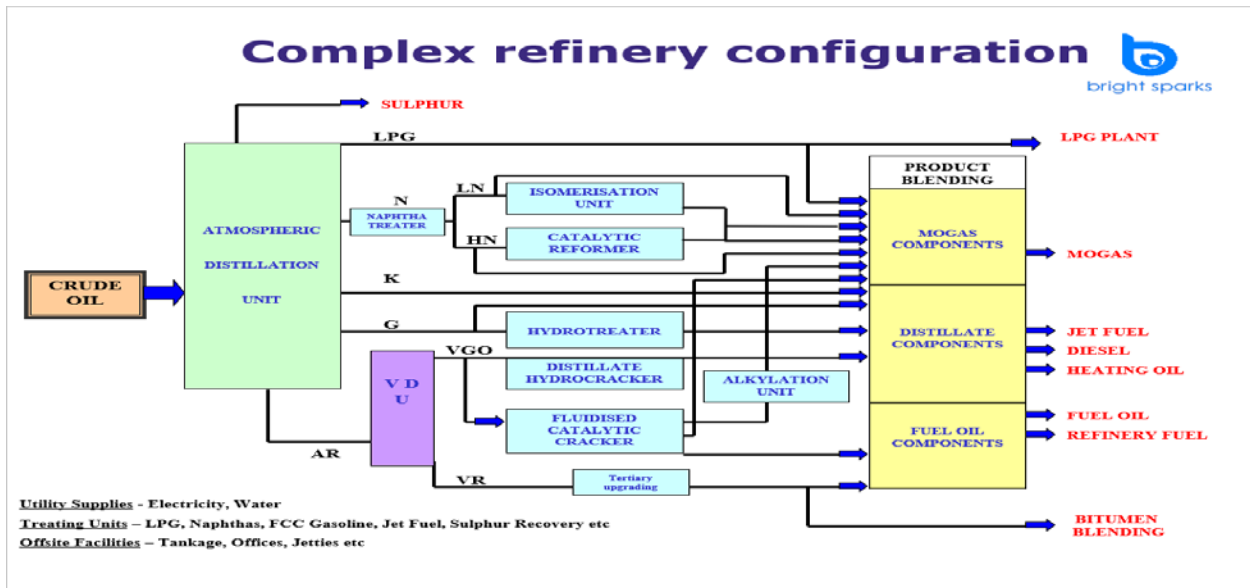 Complex refinery configuration
bright sparks
SULPHUR
LPG
LPG PLANT
PRODUCT
BLENDING
LN
ISOMERISATION
UNIT
N
NAPHTHA
TREATER
ATMOSPHERIC
DISTILLATION
UNIT
HN
CATALYTIC
REFORMER
MOGAS
COMPONENTS
MOGAS
CRUDE
OIL
K
G
HYDROTREATER
DISTILLATE
COMPONENTS
JET FUEL
DIESEL
HEATING OIL
VGO
V D
U
DISTILLATE
HYDROCRACKER
ALKYLATION
UNIT
FLUIDISED
CATALYTIC
CRACKER
FUEL OIL
COMPONENTS
FUEL OIL
REFINERY FUEL
AR
VR
Tertiary
upgrading
BITUMEN
BLENDING
Utility Supplies - Electricity, Water
Treating Units – LPG, Naphthas, FCC Gasoline, Jet Fuel, Sulphur Recovery etc
Offsite Facilities – Tankage, Offices, Jetties etc